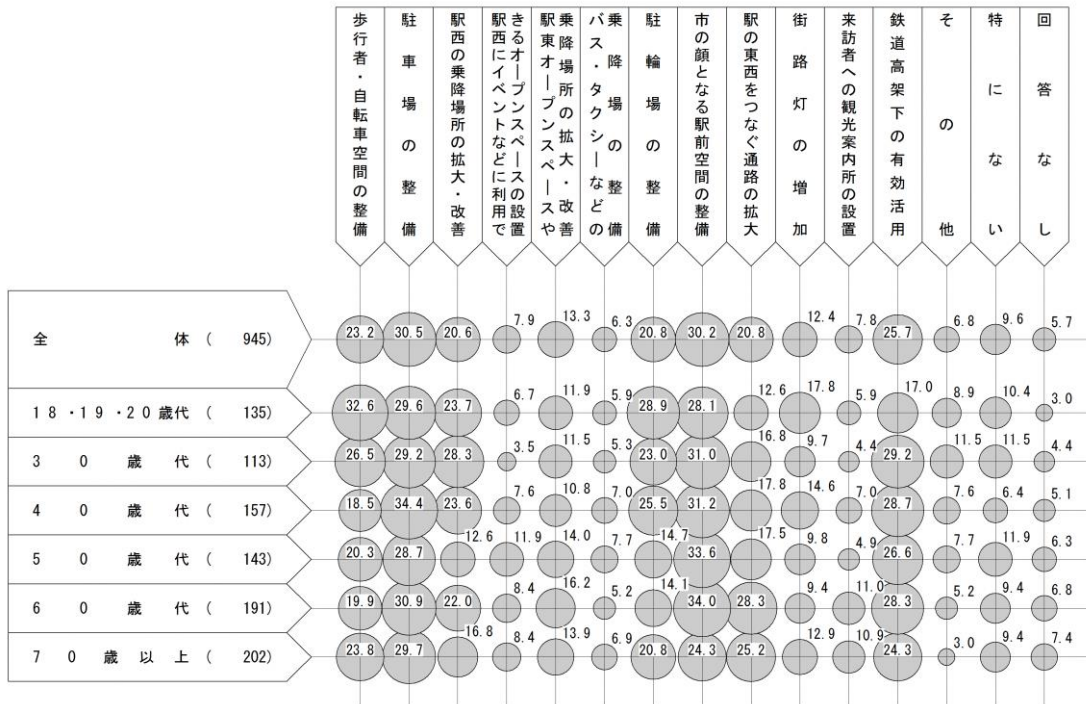 歩行者・自転車空間の整備
駐車場の整備
駅西の乗降場所の拡大・改善
駅西にイベントなどに利用で
きるオープンスペースの設置
駅東オープンスペースや
乗降場所の拡大・改善
バス・タクシーなどの
乗降場の整備
駐輪場の整備
市の顔となる駅前空間の整備
駅の東西をつなぐ通路の拡大
街路灯の増加
来訪者への観光案内所の設置
鉄道高架下の有効活用
その他
特にない
回答なし
全体 ( 945) 23.2 30.5 20.6 7.9 13.3 6.3 20.8 30.2 20.8 12.4 7.8 25.7 6.8 9.6 5.7
18・19・20歳代 ( 135) 32.6 29.6 23.7 6.7 11.9 5.9 28.9 28.1 12.6 17.8 5.9 17.0 8.9 10.4 3.0
30歳代 ( 113) 26.5 29.2 28.3 3.5 11.5 5.3 23.0 31.0 16.8 9.7 4.4 29.2 11.5 11.5 4.4
40歳代 ( 157) 18.5 34.4 23.6 7.6 10.8 7.0 25.5 31.2 17.8 14.6 7.0 28.7 7.6 6.4 5.1
50歳代 ( 143) 20.3 28.7 12.6 11.9 14.0 7.7 14.7 33.6 17.5 9.8 4.9 26.6 7.7 11.9 6.3
60歳代 ( 191) 19.9 30.9 22.0 8.4 16.2 5.2 14.1 34.0 28.3 9.4 11.0 28.3 5.2 9.4 6.8
70歳以上 ( 202) 23.8 29.7 16.8 8.4 13.9 6.9 20.8 24.3 25.2 12.9 10.9 24.3 3.0 9.4 7.4